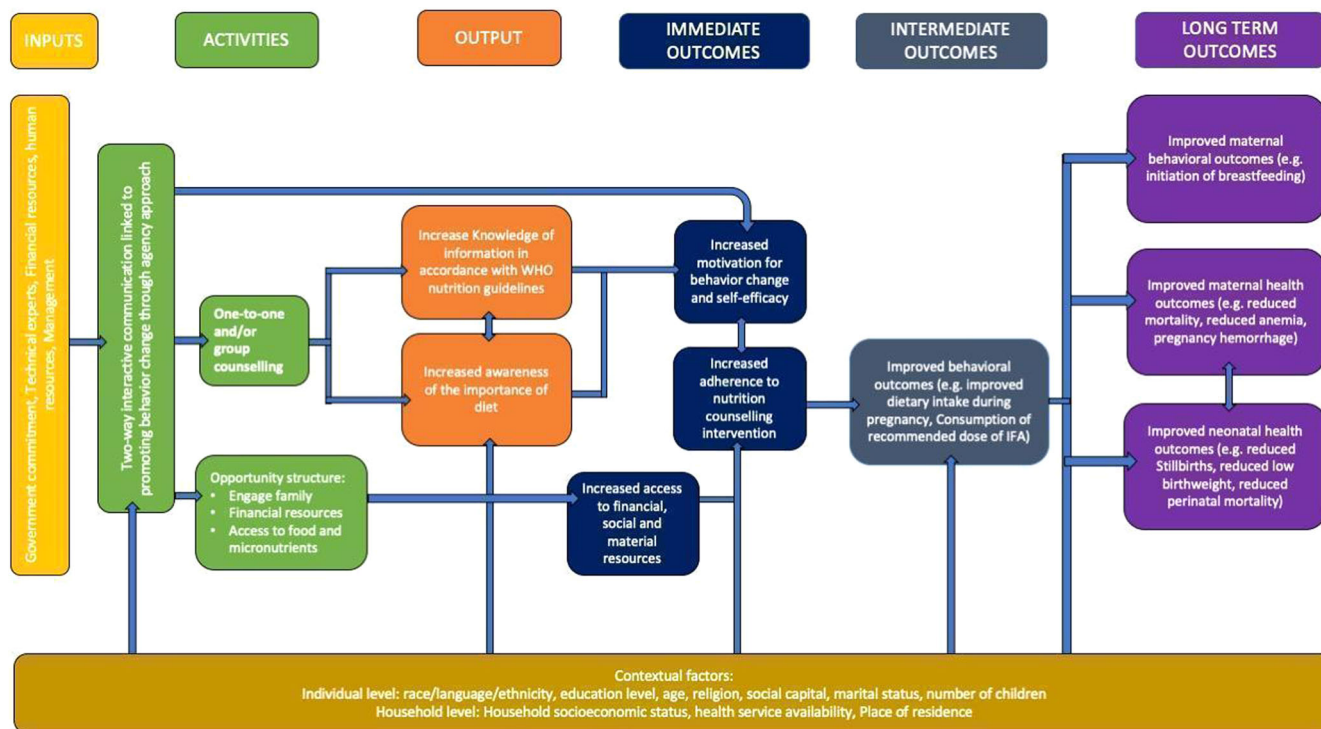 INPUTS
ACTIVITIES
OUTPUT
IMMEDIATE
OUTCOMES
INTERMEDIATE
OUTCOMES
LONG TERM
OUTCOMES
Government commitment, Technical experts, Financial resources, human
resources, Management
Two-way interactive communication linked to
promoting behavior change through agency approach
One-to-one
and/or
group
counselling
Opportunity structure:
• Engage family
• Financial resources
• Access to food and
micronutrients
Increase Knowledge of
information in
accordance with WHO
nutrition guidelines
Increased awareness
of the importance of
diet
Increased
motivation for
behavior change
and self-efficacy
Increased
adherence to
nutrition
counselling
intervention
Increased access
to financial,
social and
material
resources
Improved behavioral
outcomes (e.g. improved
dietary intake during
pregnancy, Consumption of
recommended dose of IFA)
Improved maternal
behavioral outcomes (e.g.
initiation of breastfeeding)
Improved maternal health
outcomes (e.g. reduced
mortality, reduced anemia,
pregnancy hemorrhage)
Improved neonatal health
outcomes (e.g. reduced
Stillbirths, reduced low
birthweight, reduced
perinatal mortality)
Contextual factors:
Individual level: race/language/ethnicity, education level, age, religion, social capital, marital status, number of children
Household level: Household socioeconomic status, health service availability, Place of residence